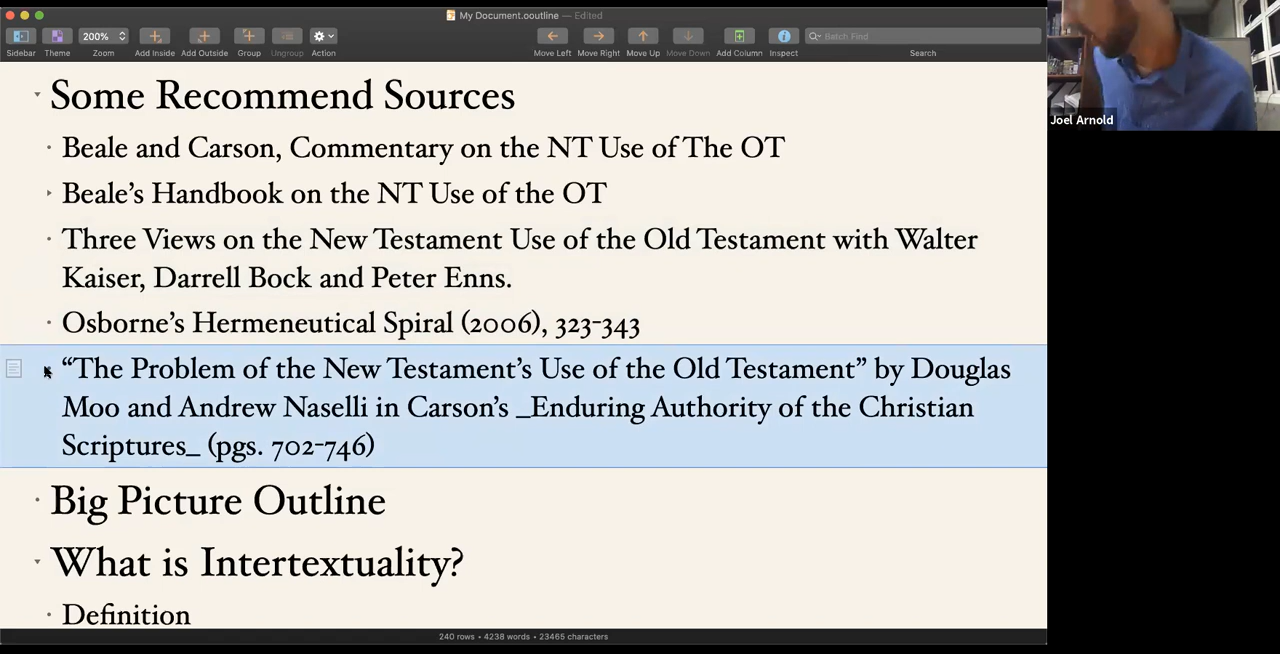 My Document.ooutline — Edited
200%
Batch Find
Sidebar Theme Zoom Add Inside Add Outside Group Ungroup Action Move Left Move Right Move Up Move Down Add Column Inspect Search
Some Recommend Sources
Beale and Carson, Commentary on the NT Use of The OT
Beale’s Handbook on the NT Use of the OT
Three Views on the New Testament Use of the Old Testament with Walter
Kaiser, Darrell Bock and Peter Enns.
Osborne’s Hermeneutical Spiral (2006), 323-343
“The Problem of the New Testament’s Use of the Old Testament” by Douglas
Moo and Andrew Naselli in Carson’s _Enduring Authority of the Christian
Scriptures_ (pgs. 702-746)
Big Picture Outline
What is Intertextuality?
Definition
240 rows • 4238 words • 23465 characters
Joel Arnold